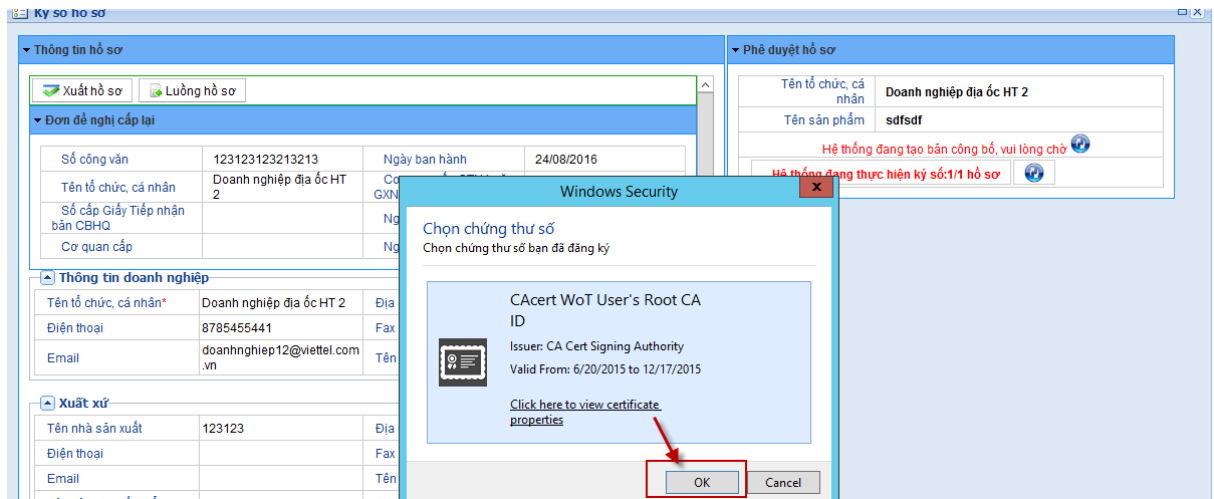 Ký số hồ sơ
Thông tin hồ sơ
Xuất hồ sơ
Luồng hồ sơ
Đơn đề nghị cấp lại
Số công văn 123123123213213 Ngày ban hành 24/08/2016
Tên tổ chức, cá nhân Doanh nghiệp địa ốc HT 2
GXN
Số cấp Giấy Tiếp nhận bản CBHQ Ng
Cơ quan cấp Ng
Thông tin doanh nghiệp
Tên tổ chức, cá nhân* Doanh nghiệp địa ốc HT 2 Địa
Điện thoại 8785455441 Fax
Email doanhnghiep12@viettel.com.vn Tên
Xuất xứ
Tên nhà sản xuất 123123 Địa
Điện thoại Fax
Email Tên
Phê duyệt hồ sơ
Tên tổ chức, cá nhân Doanh nghiệp địa ốc HT 2
Tên sản phẩm sdfsdf
Hệ thống đang tạo bản công bố, vui lòng chờ
Hệ thống đang thực hiện ký số:1/1 hồ sơ
Windows Security
X
Chọn chứng thư số
Chọn chứng thư số bạn đã đăng ký
CAcert WoT User's Root CA
ID
Issuer: CA Cert Signing Authority
Valid From: 6/20/2015 to 12/17/2015
Click here to view certificate
properties
OK
Cancel